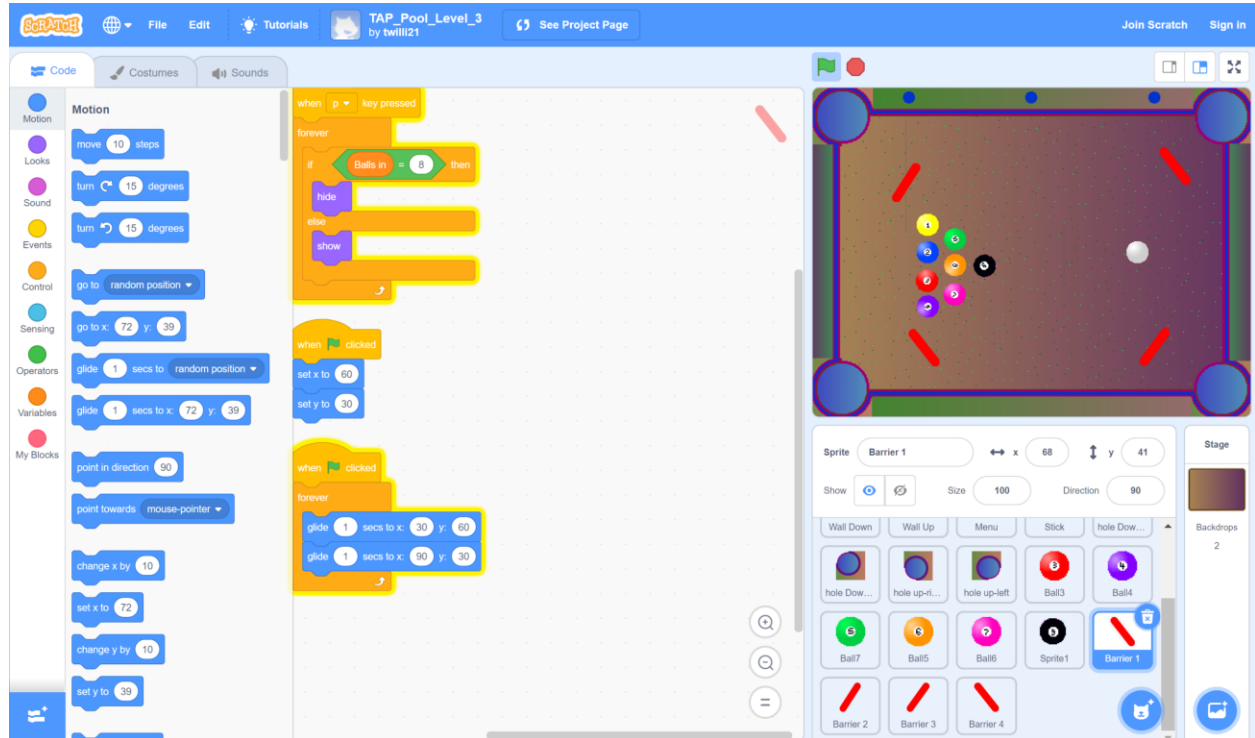 SCRATCH File Edit Tutorials TAP_Pool_Level_3 See Project Page Join Scratch Sign in
by twilli21
Code Costumes Sounds
Motion
Looks
Sound
Events
Control
Sensing
Operators
Variables
My Blocks
Motion
move 10 steps
turn 15 degrees
turn 15 degrees
go to random position
go to x: 72 y: 39
glide 1 secs to random position
glide 1 secs to x: 72 y: 39
point in direction 90
point towards mouse-pointer
change x by 10
set x to 72
change y by 10
set y to 39
when p key pressed
forever
if Balls in = 8 then
hide
else
show
when clicked
set x to 60
set y to 30
when clicked
forever
glide 1 secs to x: 30 y: 60
glide 1 secs to x: 90 y: 30
1
2
Sprite Barrier 1 x 68 y 41
Show Size 100 Direction 90
Wall Down Wall Up Menu Stick hole Dow...
hole Dow... hole up-ri... hole up-left Ball3 Ball4
Ball7 Ball5 Ball6 Sprite1 Barrier 1
Barrier 2 Barrier 3 Barrier 4
Stage
Backdrops
2